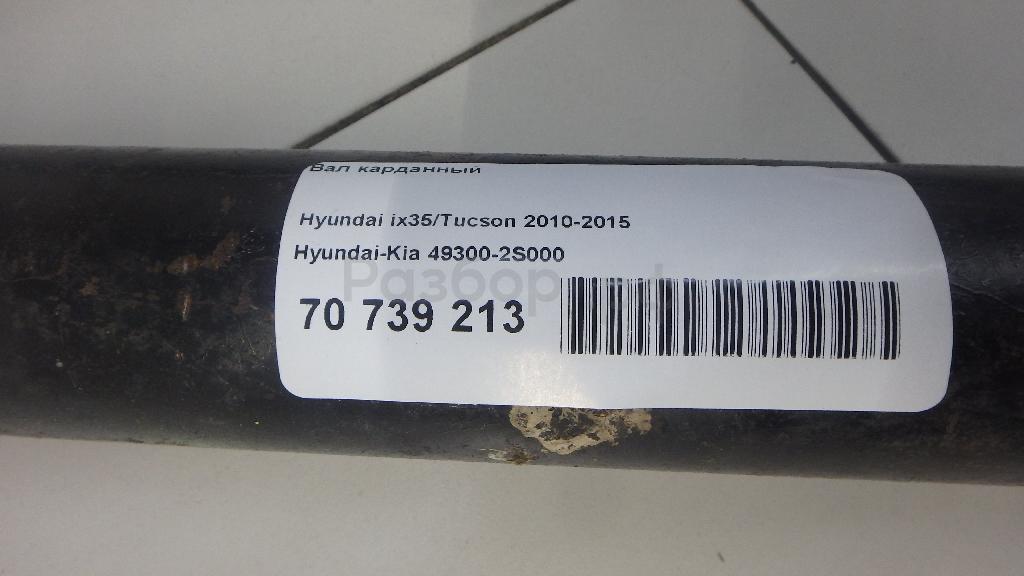 Вал карданный
Hyundai ix35/Tucson 2010-2015
Hyundai-Kia 49300-2S000
70 739 213